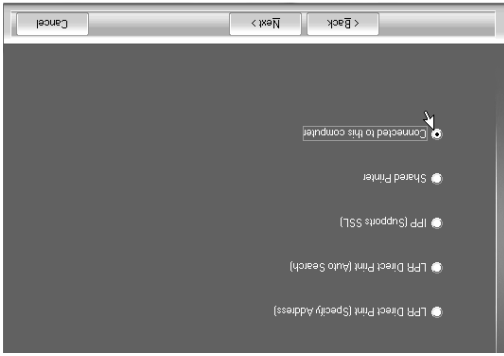 LPR Direct Print (Specify Address)
LPR Direct Print (Auto Search)
IPP (Supports SSL)
Shared Printer
Connected to this computer
< Back
Next >
Cancel